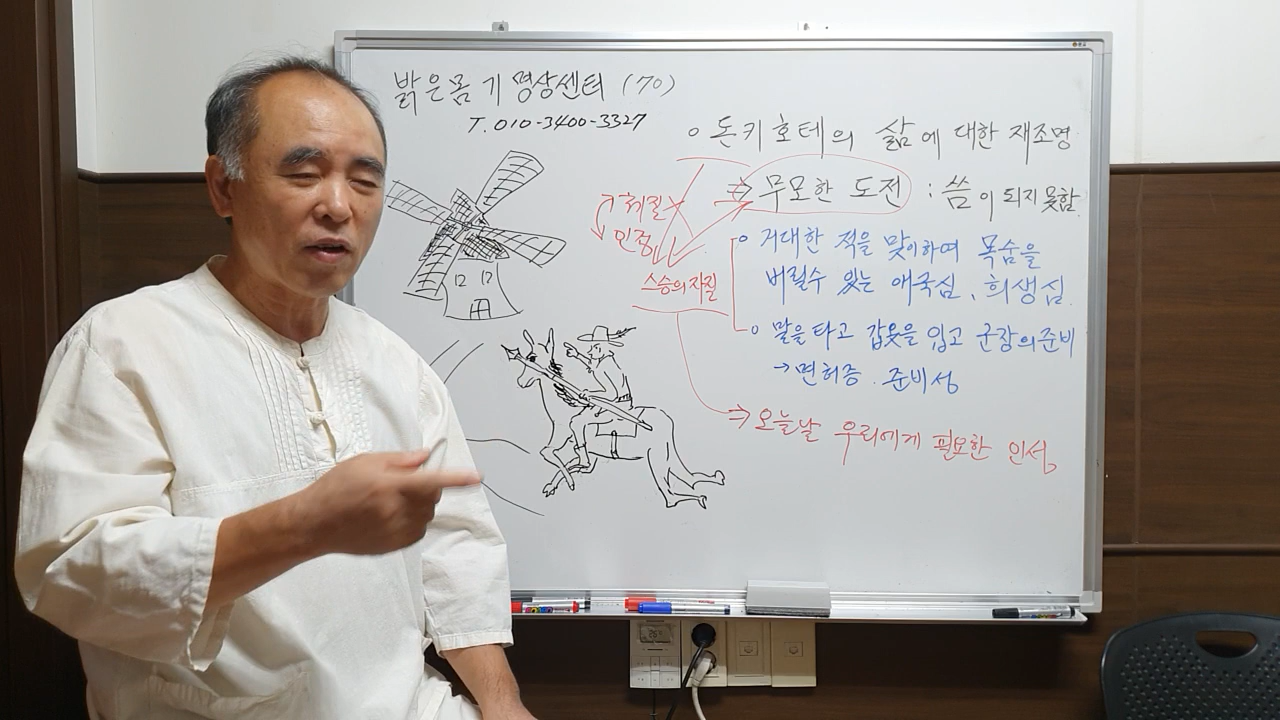 밝은몸 기 명상센터 (70)
T. 010-3400-3327
o 돈키호테의 삶에 대한 재조명
⇒ 무모한 도전 : 씀이 되지 못함
체질
인정
스승의 자질
o 거대한 적을 맞이하여 목숨을
버릴수 있는 애국심, 희생심.
o 말을 타고 갑옷을 입고 군장의 준비
→ 면허증. 준비성
⇒ 오늘날 우리에게 필요한 인성